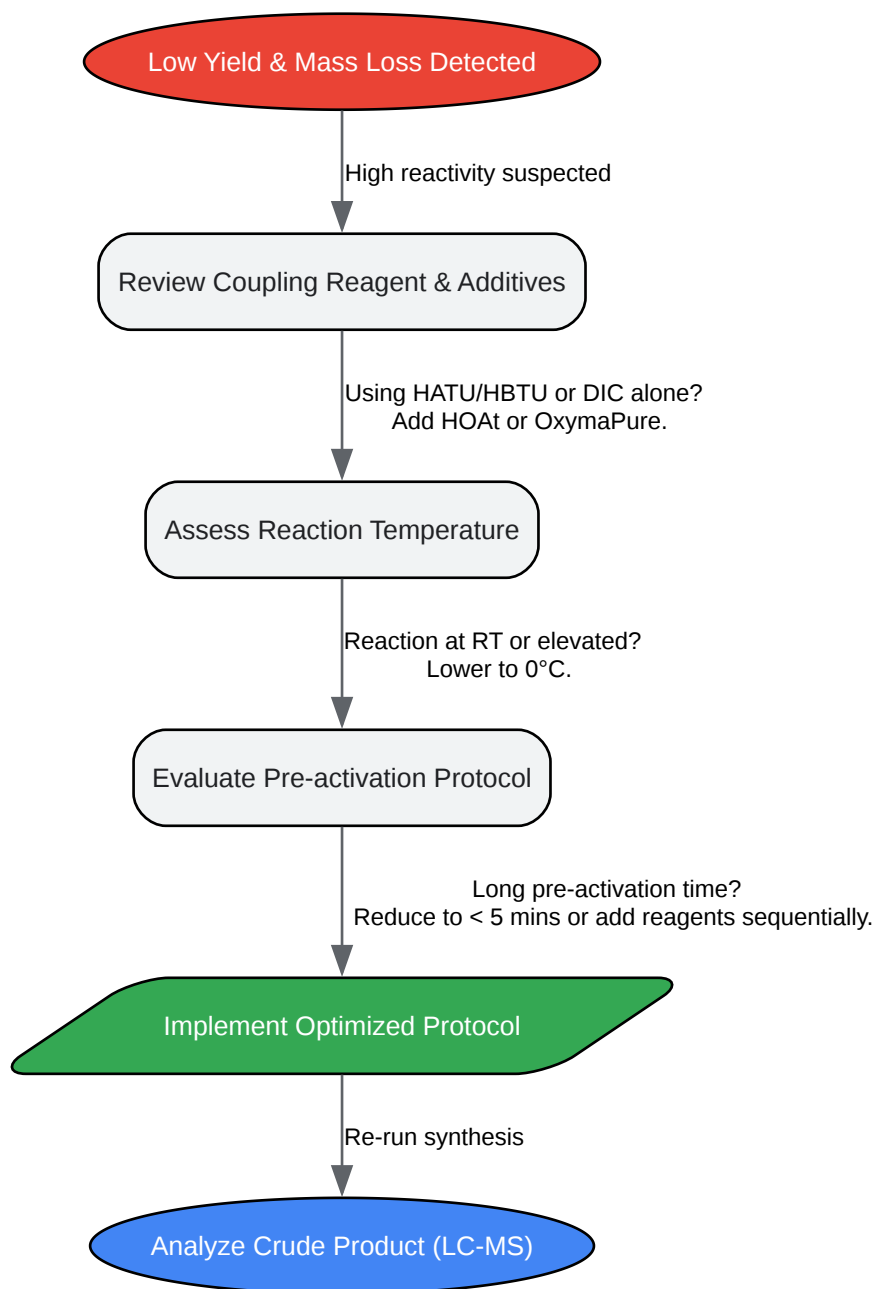 Low Yield & Mass Loss Detected
High reactivity suspected
Review Coupling Reagent & Additives
Using HATU/HBTU or DIC alone?
Add HOAt or OxymaPure.
Assess Reaction Temperature
Reaction at RT or elevated?
Lower to 0°C.
Evaluate Pre-activation Protocol
Long pre-activation time?
Reduce to < 5 mins or add reagents sequentially.
Implement Optimized Protocol
Re-run synthesis
Analyze Crude Product (LC-MS)